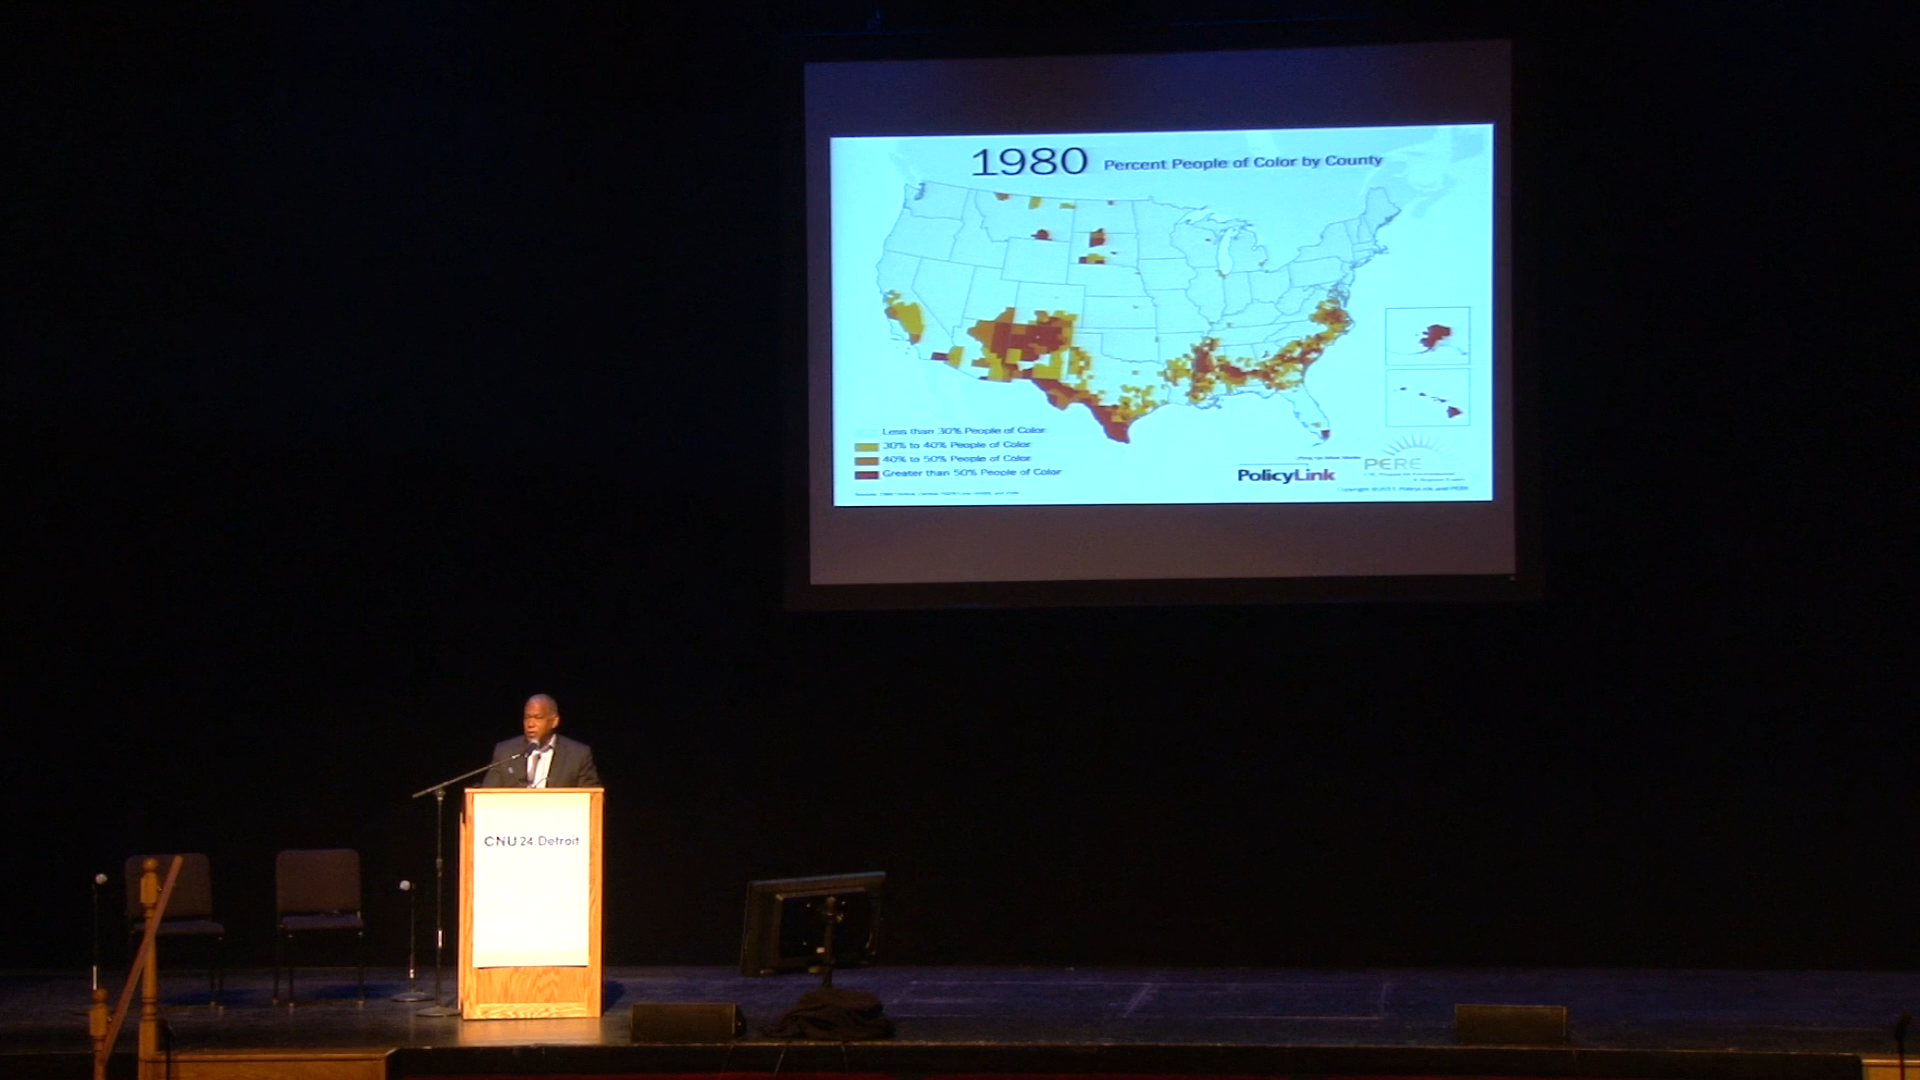 1980 Percent People of Color by County
Less than 30% People of Color
30% to 40% People of Color
40% to 50% People of Color
Greater than 50% People of Color
PolicyLink
PERE
CNU 24.Detroit